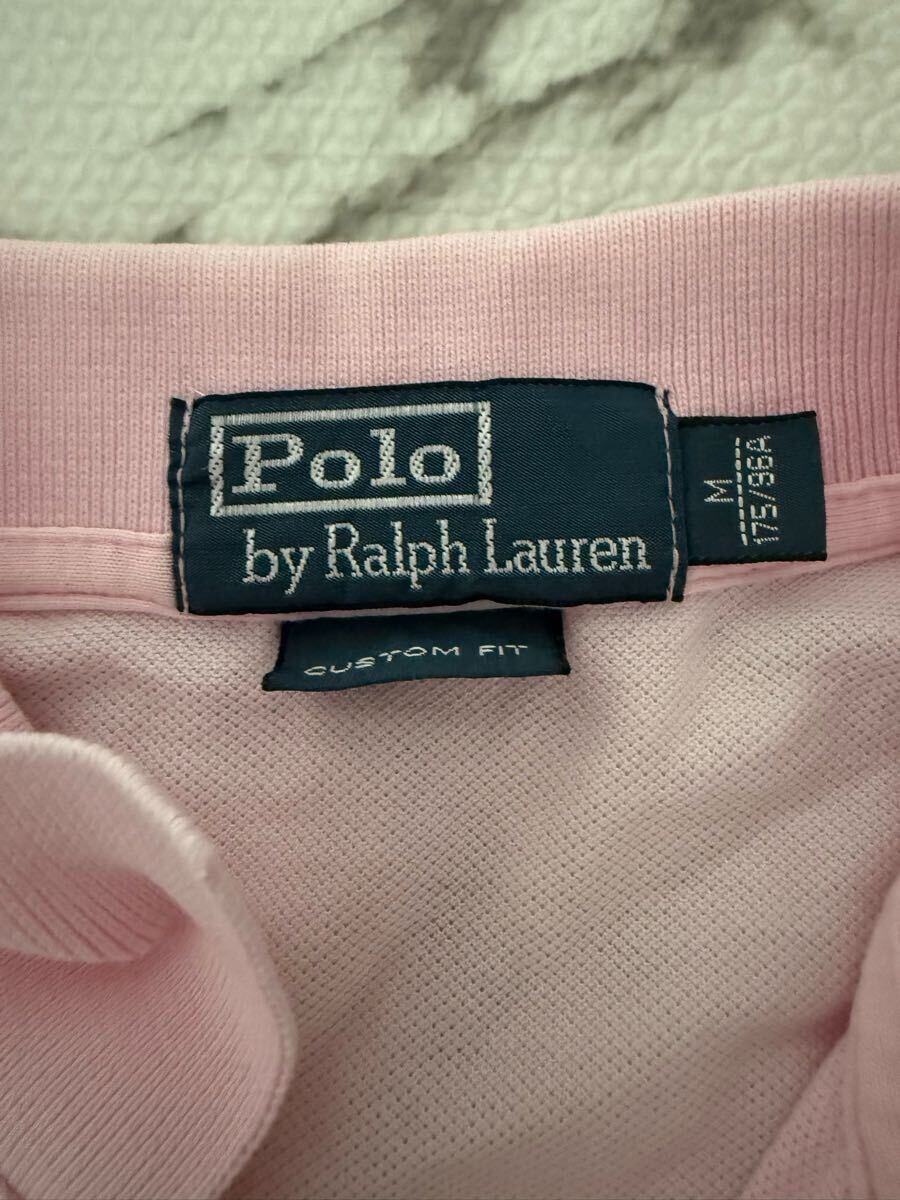 Polo
by Ralph Lauren
M
175/96A
CUSTOM FIT